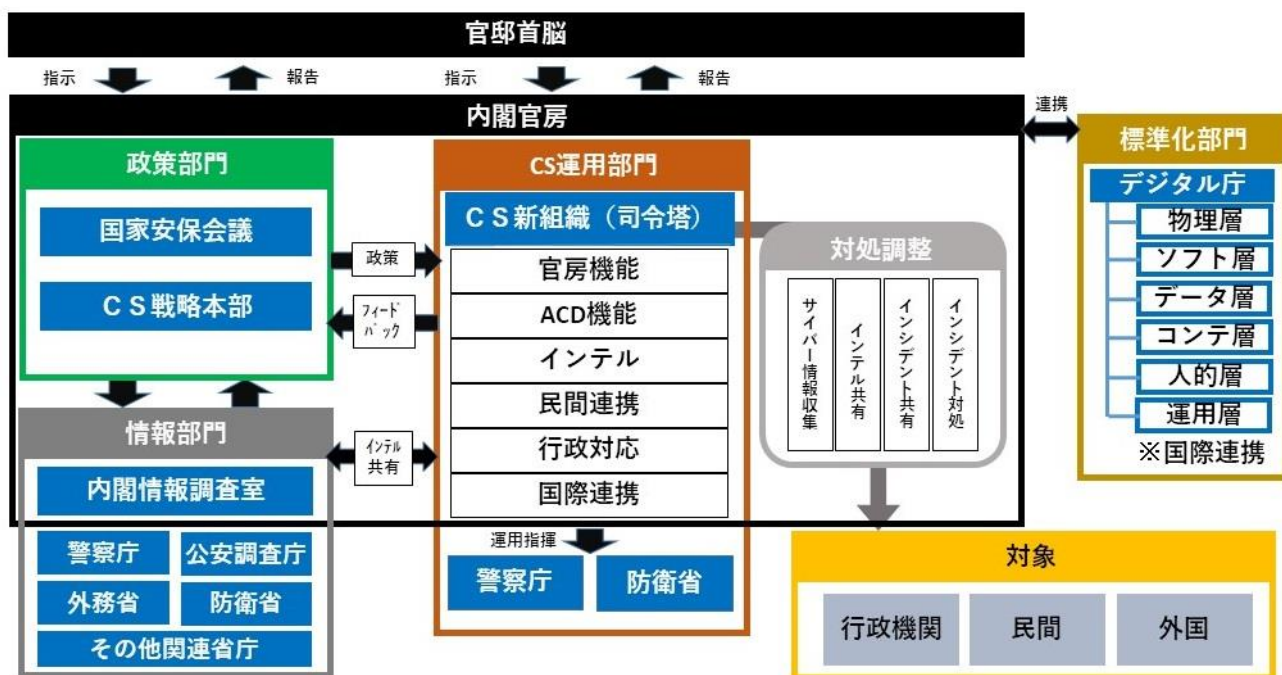 官邸首脳
指示
報告
指示
報告
内閣官房
連携
政策部門
国家安保会議
ＣＳ戦略本部
政策
フィード
バック
CS運用部門
ＣＳ新組織（司令塔）
官房機能
ACD機能
インテル
民間連携
行政対応
国際連携
対処調整
サイバー情報収集
インテル共有
インシデント共有
インシデント対処
標準化部門
デジタル庁
物理層
ソフト層
データ層
コンテ層
人的層
運用層
※国際連携
情報部門
内閣情報調査室
インテル
共有
警察庁
公安調査庁
外務省
防衛省
その他関連省庁
運用指揮
警察庁
防衛省
対象
行政機関
民間
外国